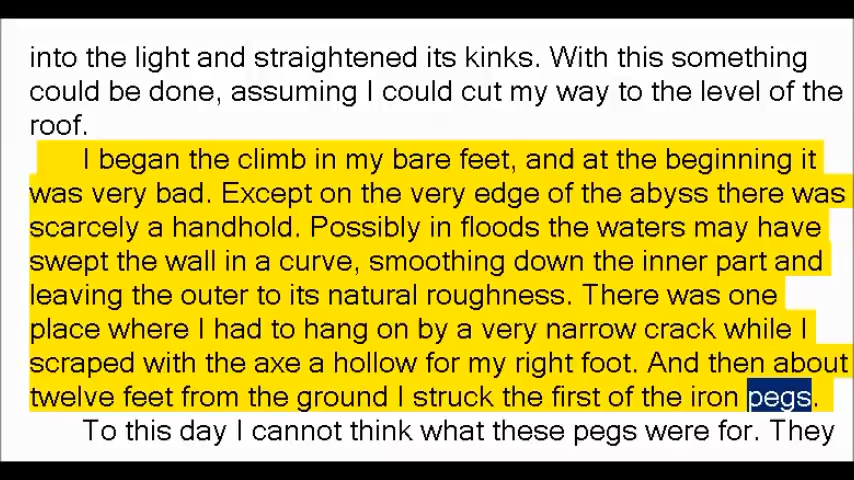 into the light and straightened its kinks. With this something
could be done, assuming I could cut my way to the level of the
roof.
I began the climb in my bare feet, and at the beginning it
was very bad. Except on the very edge of the abyss there was
scarcely a handhold. Possibly in floods the waters may have
swept the wall in a curve, smoothing down the inner part and
leaving the outer to its natural roughness. There was one
place where I had to hang on by a very narrow crack while I
scraped with the axe a hollow for my right foot. And then about
twelve feet from the ground I struck the first of the iron pegs.
To this day I cannot think what these pegs were for. They